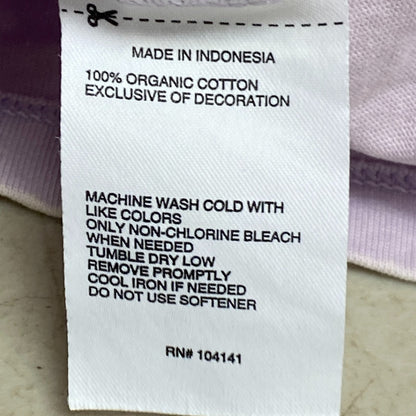 MADE IN INDONESIA
100% ORGANIC COTTON
EXCLUSIVE OF DECORATION
MACHINE WASH COLD WITH
LIKE COLORS
ONLY NON-CHLORINE BLEACH
WHEN NEEDED
TUMBLE DRY LOW
REMOVE PROMPTLY
COOL IRON IF NEEDED
DO NOT USE SOFTENER
RN# 104141